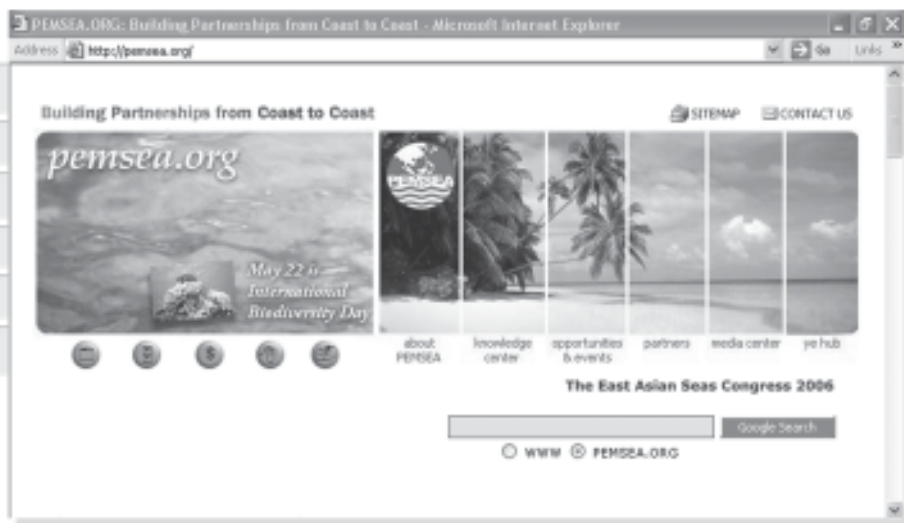 PEMSEA.ORG: Building Partnerships from Coast to Coast - Microsoft Internet Explorer
Address http://pemsea.org/ Go Links »
Building Partnerships from Coast to Coast
SITEMAP CONTACT US
pemsea.org
PEMSEA
May 22 is
International
Biodiversity Day
about PEMSEA
knowledge center
opportunities & events
partners
media center
ye hub
The East Asian Seas Congress 2006
Google Search
WWW PEMSEA.ORG